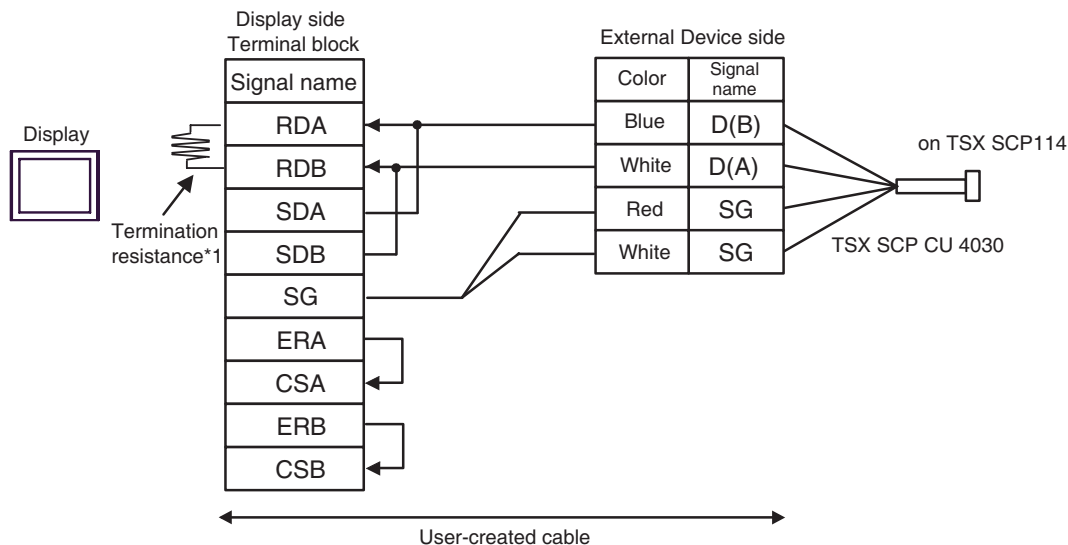 Display side
Terminal block
Signal name
RDA
RDB
SDA
SDB
SG
ERA
CSA
ERB
CSB
Display
Termination
resistance*1
External Device side
Color
Signal
name
Blue
D(B)
White
D(A)
Red
SG
White
SG
on TSX SCP114
TSX SCP CU 4030
User-created cable